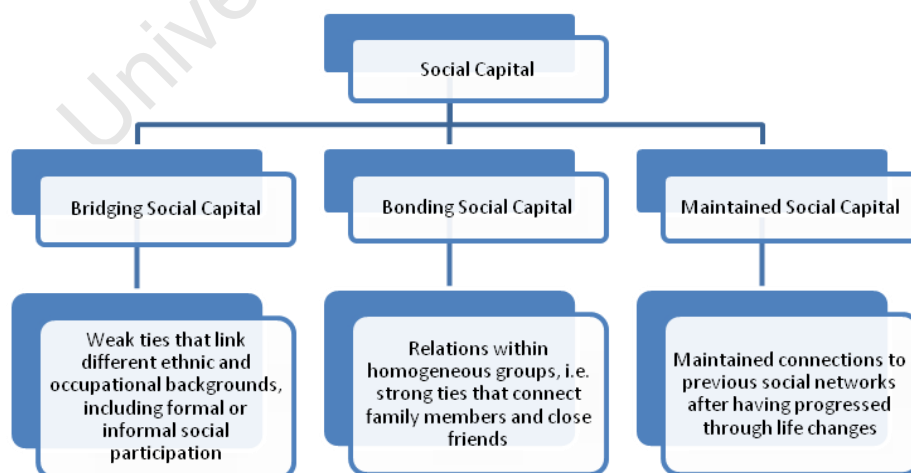 Unive
Social Capital
Bridging Social Capital
Bonding Social Capital
Maintained Social Capital
Weak ties that link
different ethnic and
occupational backgrounds,
including formal or
informal social
participation
Relations within
homogeneous groups, i.e.
strong ties that connect
family members and close
friends
Maintained connections to
previous social networks
after having progressed
through life changes